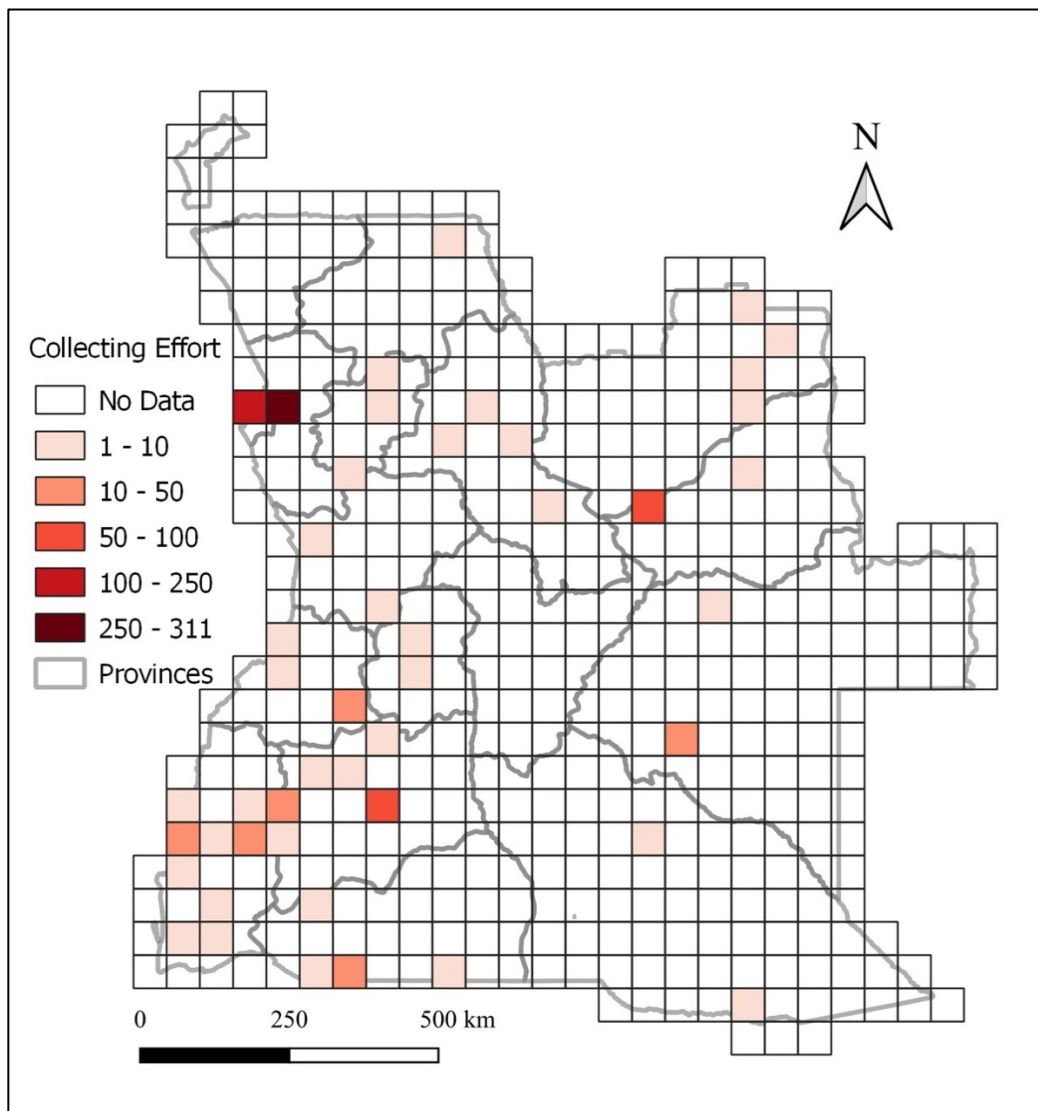 N
Collecting Effort
No Data
1 - 10
10 - 50
50 - 100
100 - 250
250 - 311
Provinces
0 250 500 km